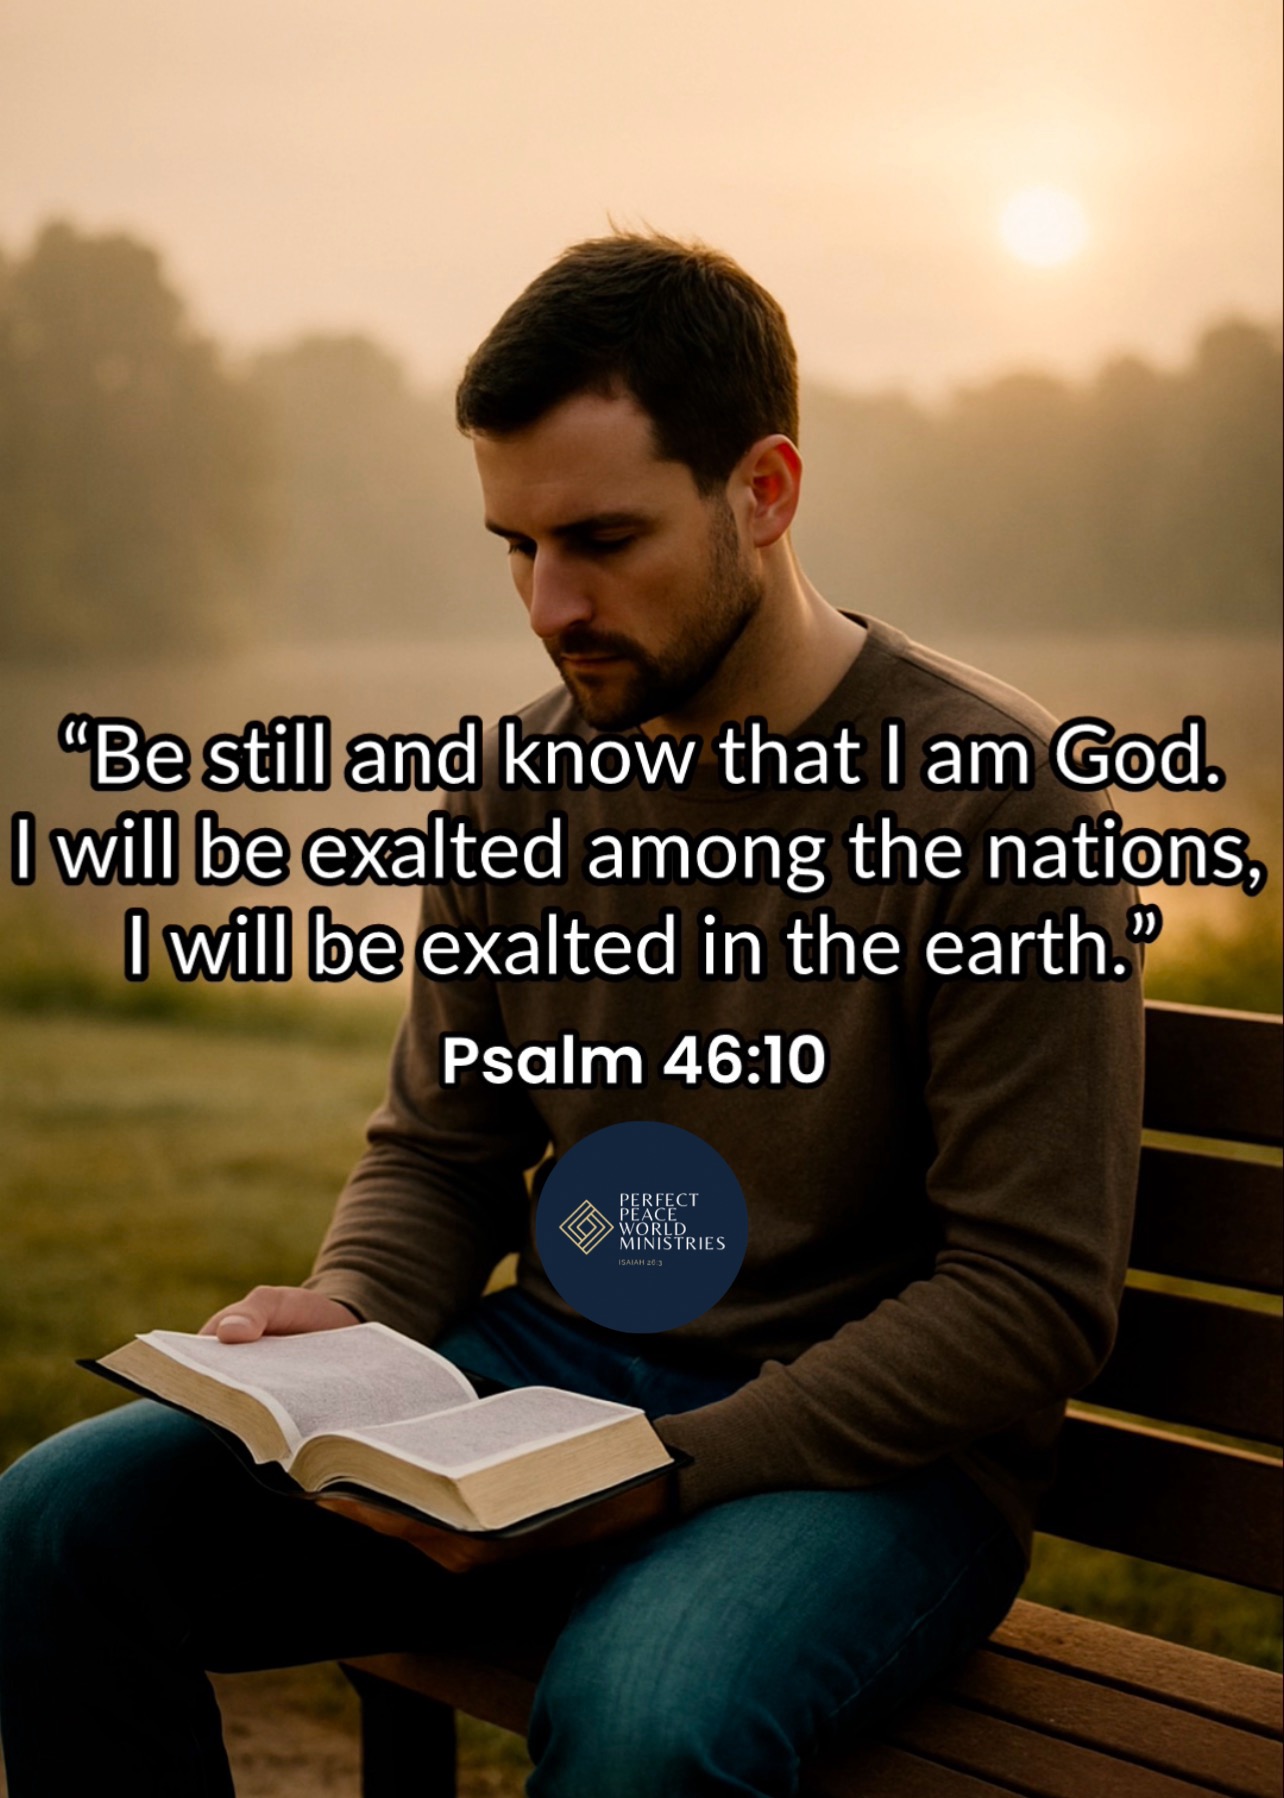 “Be still and know that I am God.
I will be exalted among the nations,
I will be exalted in the earth.”
Psalm 46:10
PERFECT
PEACE
WORLD
MINISTRIES
ISAIAH 26:3